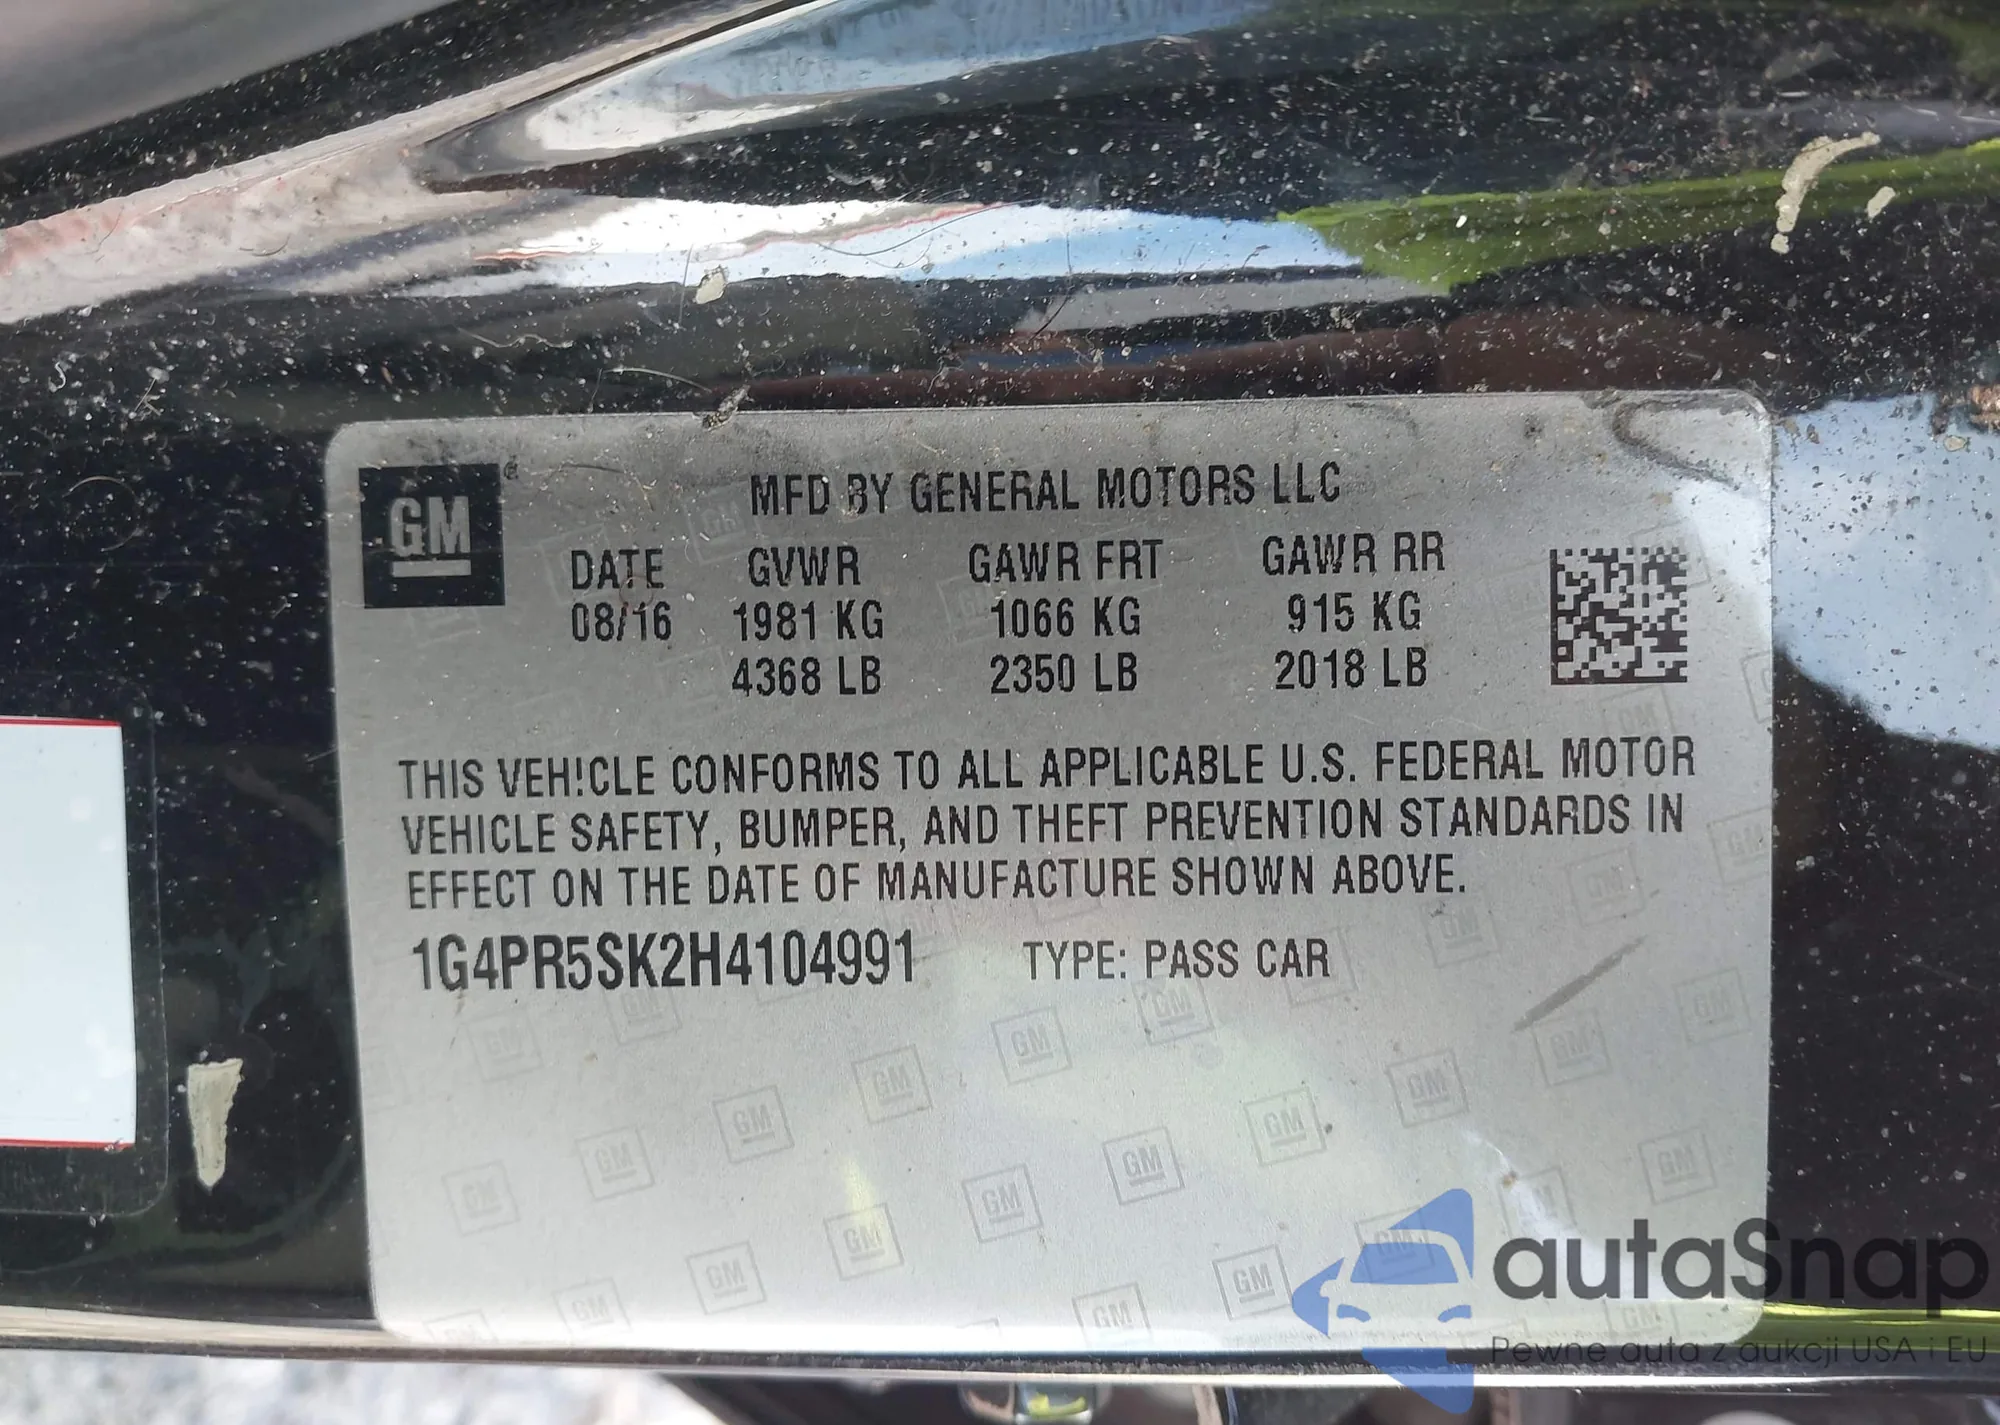 GM
MFD BY GENERAL MOTORS LLC
DATE GVWR GAWR FRT GAWR RR
08/16 1981 KG 1066 KG 915 KG
4368 LB 2350 LB 2018 LB
THIS VEH!CLE CONFORMS TO ALL APPLICABLE U.S. FEDERAL MOTOR
VEHICLE SAFETY, BUMPER, AND THEFT PREVENTION STANDARDS IN
EFFECT ON THE DATE OF MANUFACTURE SHOWN ABOVE.
1G4PR5SK2H4104991 TYPE: PASS CAR
autaSnap
Pewne auta z aukcji USA i EU